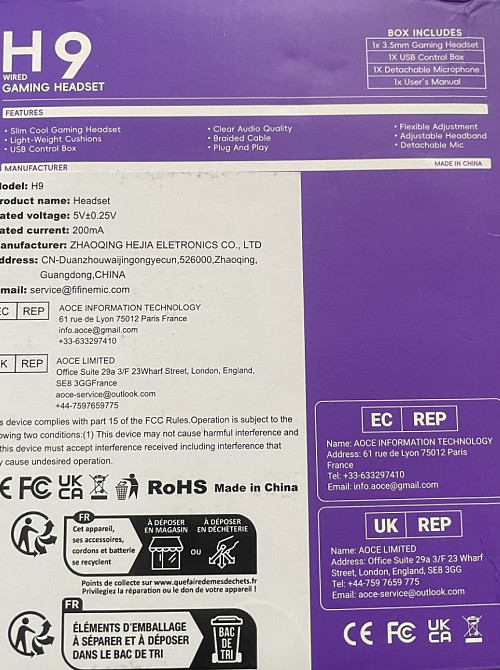 H9
WIRED
GAMING HEADSET
BOX INCLUDES
1x 3.5mm Gaming Headset
1X USB Control Box
1X Detachable Microphone
1x User's Manual
FEATURES
• Slim Cool Gaming Headset
• Light-Weight Cushions
• USB Control Box
• Clear Audio Quality
• Braided Cable
• Plug And Play
• Flexible Adjustment
• Adjustable Headband
• Detachable Mic
MANUFACTURER
MADE IN CHINA
odel: H9
roduct name: Headset
ated voltage: 5V±0.25V
ated current: 200mA
anufacturer: ZHAOQING HEJIA ELETRONICS CO., LTD
ddress: CN-Duanzhouwaijingongyecun,526000,Zhaoqing,
Guangdong,CHINA
mail: service@fifinemic.com
EC REP
AOCE INFORMATION TECHNOLOGY
61 rue de Lyon 75012 Paris France
info.aoce@gmail.com
+33-633297410
K REP
AOCE LIMITED
Office Suite 29a 3/F 23Wharf Street, London, England,
SE8 3GGFrance
aoce-service@outlook.com
+44-7597659775
s device complies with part 15 of the FCC Rules.Operation is subject to the
owing two conditions:(1) This device may not cause harmful interference and
this device must accept interference received including interference that
y cause undesired operation.
CE FC UK CA RoHS Made in China
FR
Cet appareil,
ses accessoires,
cordons et batterie
se recyclent
À DÉPOSER
EN MAGASIN
OU
À DÉPOSER
EN DÉCHÈTERIE
Points de collecte sur www.quefairedemesdechets.fr
Privilegiez la réparation ou le don de votre appareil !
FR
ÉLÉMENTS D'EMBALLAGE
À SÉPARER ET À DÉPOSER
DANS LE BAC DE TRI
BAC
DE
TRI
EC REP
Name: AOCE INFORMATION TECHNOLOGY
Address: 61 rue de Lyon 75012 Paris
France
Tel: +33-633297410
Email: info.aoce@gmail.com
UK REP
Name: AOCE LIMITED
Address: Office Suite 29a 3/F 23 Wharf
Street, London, England, SE8 3GG
Tel: +44-759 7659 775
Email: aoce-service@outlook.com
CE FC UK CA